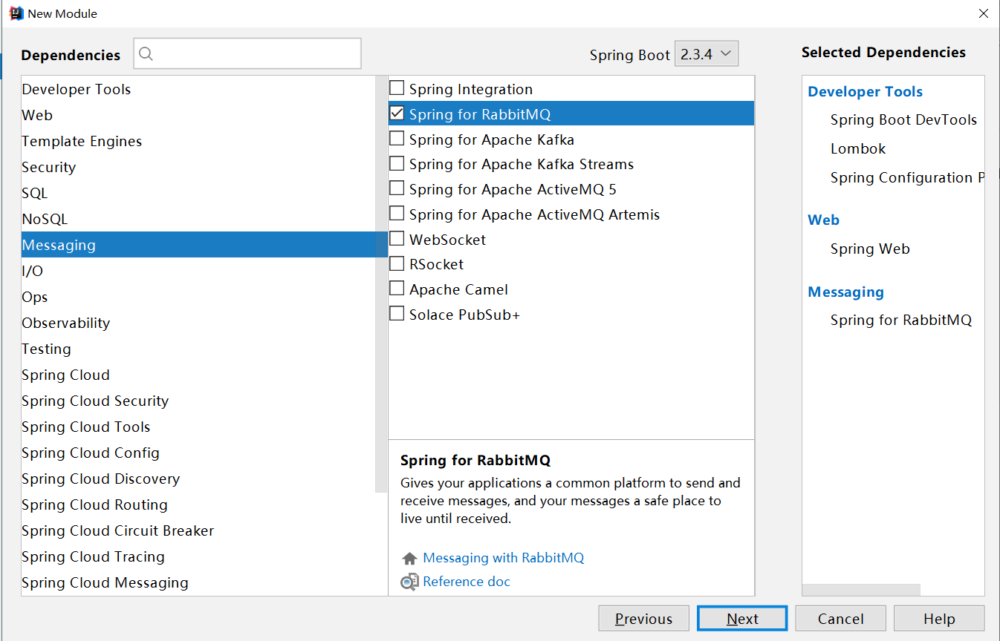 New Module
Dependencies
Spring Boot 2.3.4
Selected Dependencies
Developer Tools
Web
Template Engines
Security
SQL
NoSQL
Messaging
I/O
Ops
Observability
Testing
Spring Cloud
Spring Cloud Security
Spring Cloud Tools
Spring Cloud Config
Spring Cloud Discovery
Spring Cloud Routing
Spring Cloud Circuit Breaker
Spring Cloud Tracing
Spring Cloud Messaging
Spring Integration
Spring for RabbitMQ
Spring for Apache Kafka
Spring for Apache Kafka Streams
Spring for Apache ActiveMQ 5
Spring for Apache ActiveMQ Artemis
WebSocket
RSocket
Apache Camel
Solace PubSub+
Spring for RabbitMQ
Gives your applications a common platform to send and
receive messages, and your messages a safe place to
live until received.
Messaging with RabbitMQ
Reference doc
Developer Tools
Spring Boot DevTools
Lombok
Spring Configuration P
Web
Spring Web
Messaging
Spring for RabbitMQ
Previous
Next
Cancel
Help